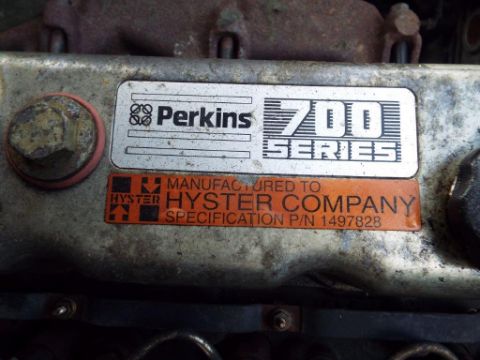 Perkins
700
SERIES
HYSTER
MANUFACTURED TO
HYSTER COMPANY
SPECIFICATION P/N 1497828